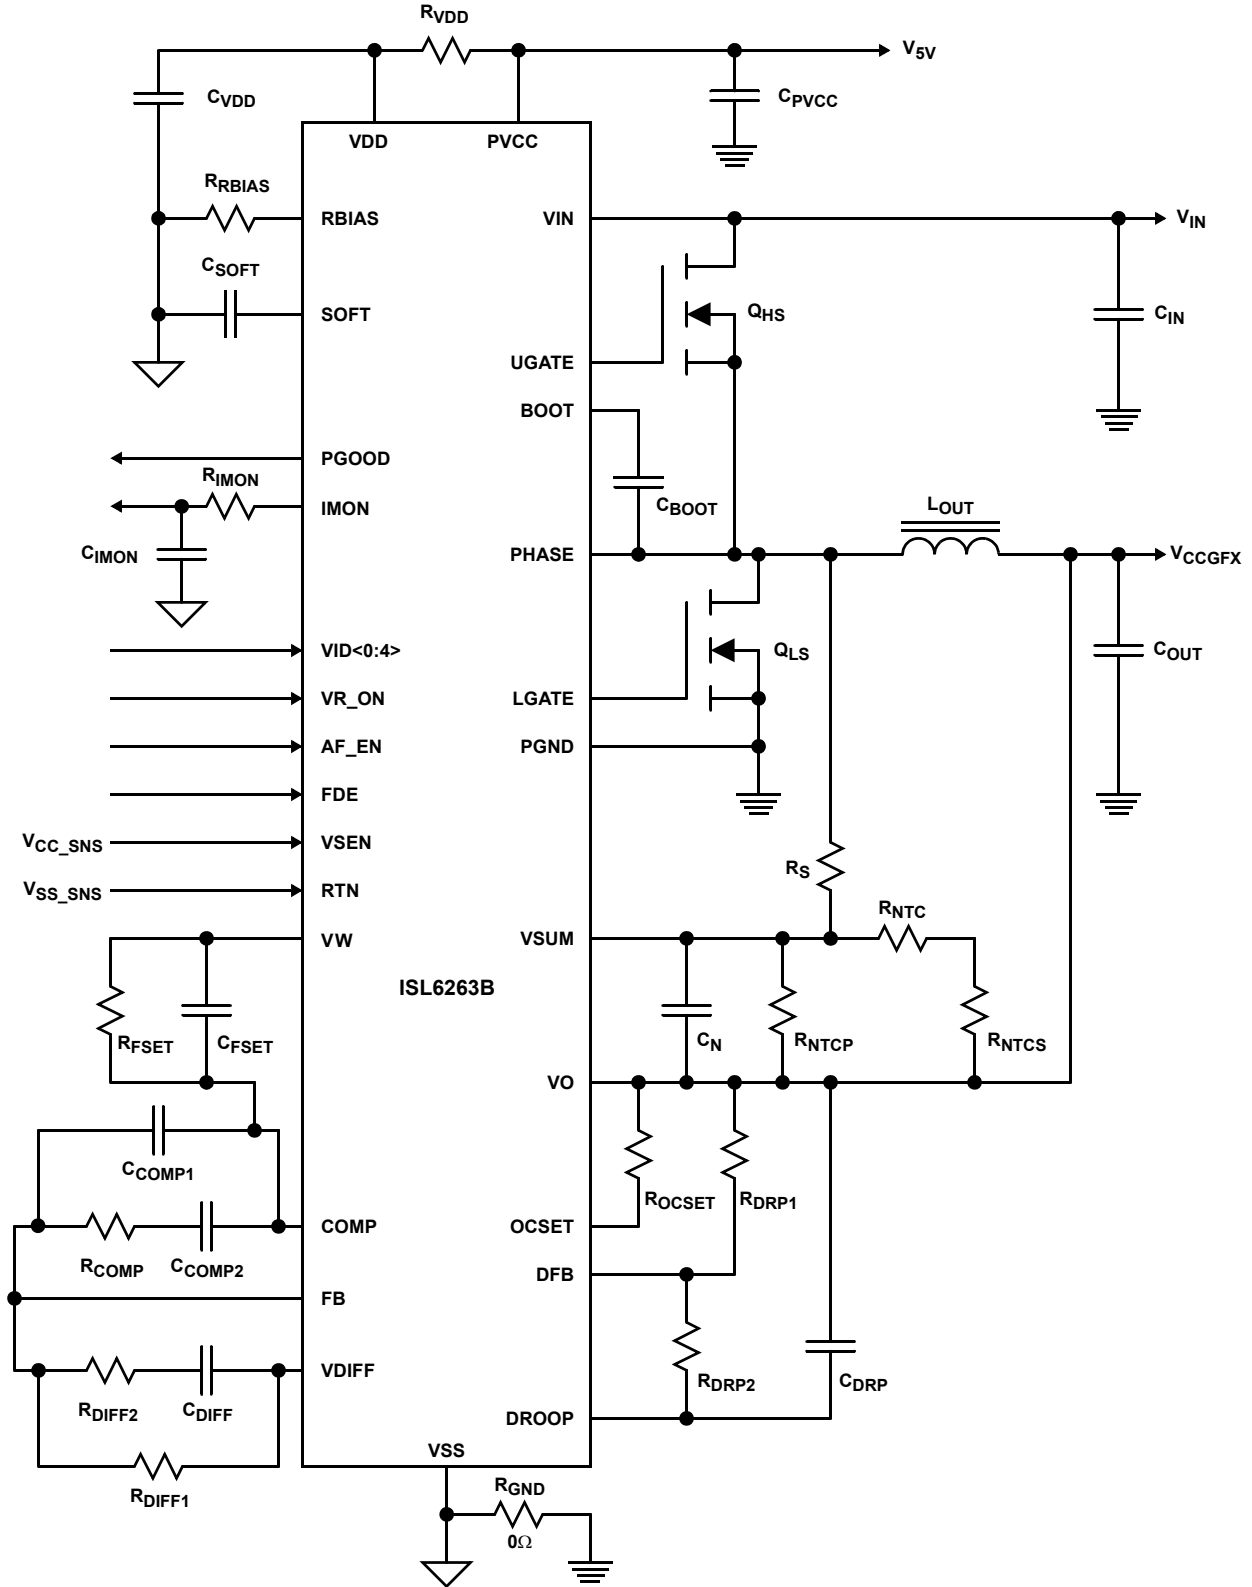 RVDD
V5V
CVDD
CPVCC
VDD
PVCC
RRBIAS
RBIAS
VIN
VIN
CSOFT
SOFT
QHS
CIN
UGATE
BOOT
PGOOD
RIMON
IMON
CBOOT
LOUT
CIMON
PHASE
VCCGFX
VID<0:4>
QLS
COUT
VR_ON
LGATE
AF_EN
PGND
FDE
VCC_SNS
VSEN
RS
VSS_SNS
RTN
RNTC
VW
VSUM
ISL6263B
RFSET
CFSET
CN
RNTCP
RNTCS
VO
CCOMP1
ROCSET
RDRP1
COMP
OCSET
RCOMP
CCOMP2
DFB
FB
VDIFF
RDRP2
CDRP
RDIFF2
CDIFF
DROOP
VSS
RDIFF1
RGND
0Ω